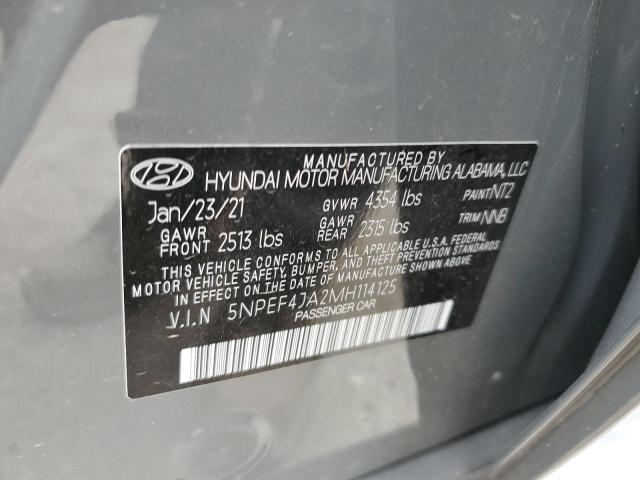 MANUFACTURED BY
HYUNDAI MOTOR MANUFACTURING ALABAMA, LLC
Jan/23/21 GVWR 4354 lbs PAINT NT2
GAWR FRONT 2513 lbs GAWR REAR 2315 lbs TRIM NNB
THIS VEHICLE CONFORMS TO ALL APPLICABLE U.S.A. FEDERAL
MOTOR VEHICLE SAFETY, BUMPER, AND THEFT PREVENTION STANDARDS
IN EFFECT ON THE DATE OF MANUFACTURE SHOWN ABOVE.
V.I.N 5NPEF4JA2MH114125
PASSENGER CAR